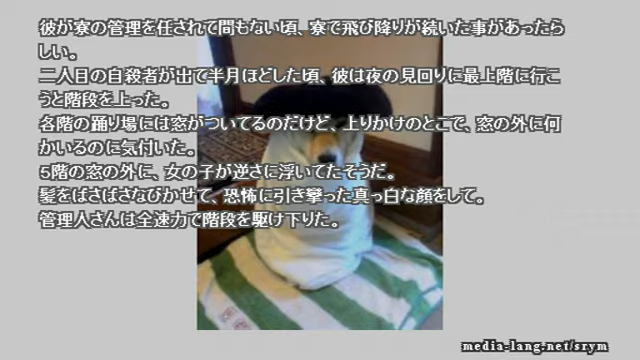 彼が寮の管理を任されて間もない頃、寮で飛び降りが続いた事があったら
しい。
二人目の自殺者が出て半月ほどした頃、彼は夜の見回りに最上階に行こ
うと階段を上った。
各階の踊り場には窓がついてるのだけど、上りかけのとこで、窓の外に何
かいるのに気付いた。
5階の窓の外に、女の子が逆さに浮いてたそうだ。
髪をばさばさなびかせて、恐怖に引き攣った真っ白な顔をして。
管理人さんは全速力で階段を駆け下りた。
media-lang.net/srym